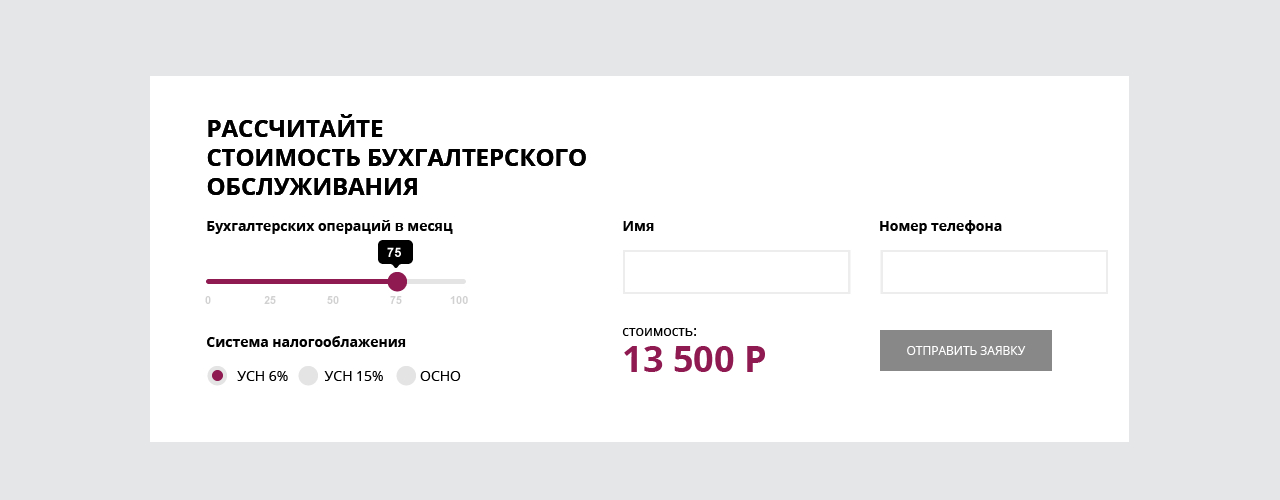 РАССЧИТАЙТЕ
СТОИМОСТЬ БУХГАЛТЕРСКОГО
ОБСЛУЖИВАНИЯ
Бухгалтерских операций в месяц
75
0 25 50 75 100
Система налогооблажения
УСН 6% УСН 15% ОСНО
Имя
Номер телефона
стоимость:
13 500 Р
ОТПРАВИТЬ ЗАЯВКУ